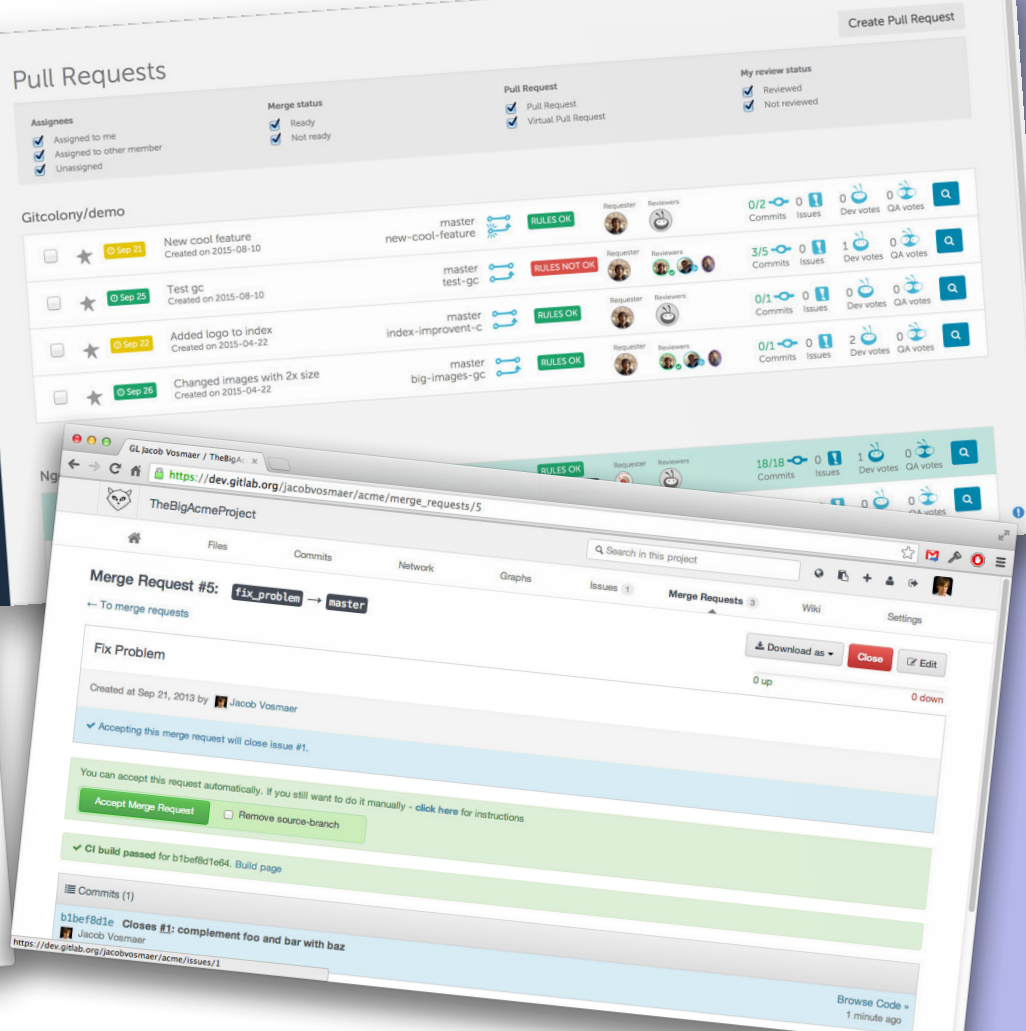 Create Pull Request
Pull Requests
Assignees
Assigned to me
Assigned to other member
Unassigned
Merge status
Ready
Not ready
Pull Request
Pull Request
Virtual Pull Request
My review status
Reviewed
Not reviewed
Gitcolony/demo
Sep 21 New cool feature master RULES OK Requester Reviewers 0/2 0 0 0
Created on 2015-08-10 new-cool-feature Commits Issues Dev votes QA votes
Sep 25 Test gc master RULES NOT OK Requester Reviewers 3/5 0 1 0
Created on 2015-08-10 test-gc Commits Issues Dev votes QA votes
Sep 22 Added logo to index master RULES OK Requester Reviewers 0/1 0 0 0
Created on 2015-04-22 index-improvent-c Commits Issues Dev votes QA votes
Sep 26 Changed images with 2x size master RULES OK Requester Reviewers 0/1 0 2 0
Created on 2015-04-22 big-images-gc Commits Issues Dev votes QA votes
Ng
RULES OK Requester Reviewers 18/18 0 1 0
Commits Issues Dev votes QA votes
0 0 0
QA votes
GL Jacob Vosmaer / TheBigAc
https://dev.gitlab.org/jacobvosmaer/acme/merge_requests/5
TheBigAcmeProject
Search in this project
Files Commits Network Graphs Issues 1 Merge Requests 3 Wiki Settings
Merge Request #5: fix_problem → master
← To merge requests
Download as Close Edit
0 up 0 down
Fix Problem
Created at Sep 21, 2013 by Jacob Vosmaer
Accepting this merge request will close issue #1.
You can accept this request automatically. If you still want to do it manually - click here for instructions
Accept Merge Request Remove source-branch
CI build passed for b1bef8d1e64. Build page
Commits (1)
b1bef8d1e Closes #1: complement foo and bar with baz
Jacob Vosmaer
Browse Code »
1 minute ago
https://dev.gitlab.org/jacobvosmaer/acme/issues/1